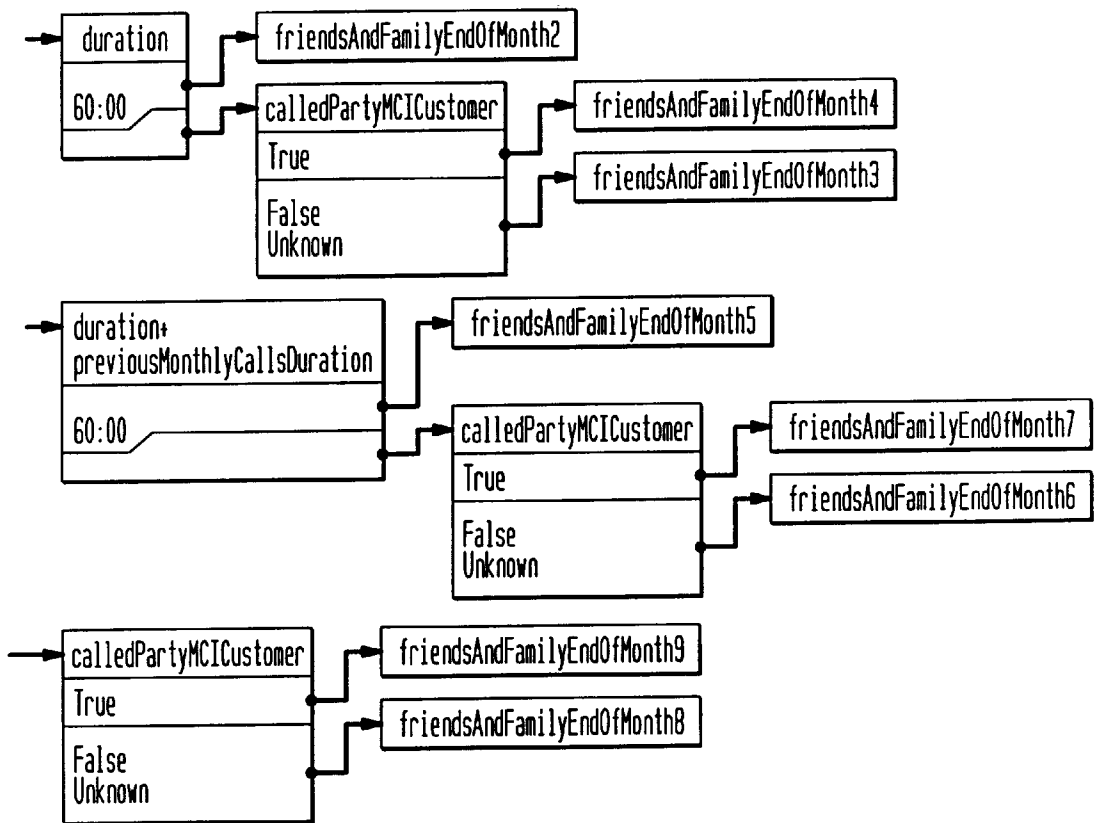 duration
60:00
friendsAndFamilyEndOfMonth2
calledPartyMCICustomer
True
False
Unknown
friendsAndFamilyEndOfMonth4
friendsAndFamilyEndOfMonth3
duration+
previousMonthlyCallsDuration
60:00
friendsAndFamilyEndOfMonth5
calledPartyMCICustomer
True
False
Unknown
friendsAndFamilyEndOfMonth7
friendsAndFamilyEndOfMonth6
calledPartyMCICustomer
True
False
Unknown
friendsAndFamilyEndOfMonth9
friendsAndFamilyEndOfMonth8